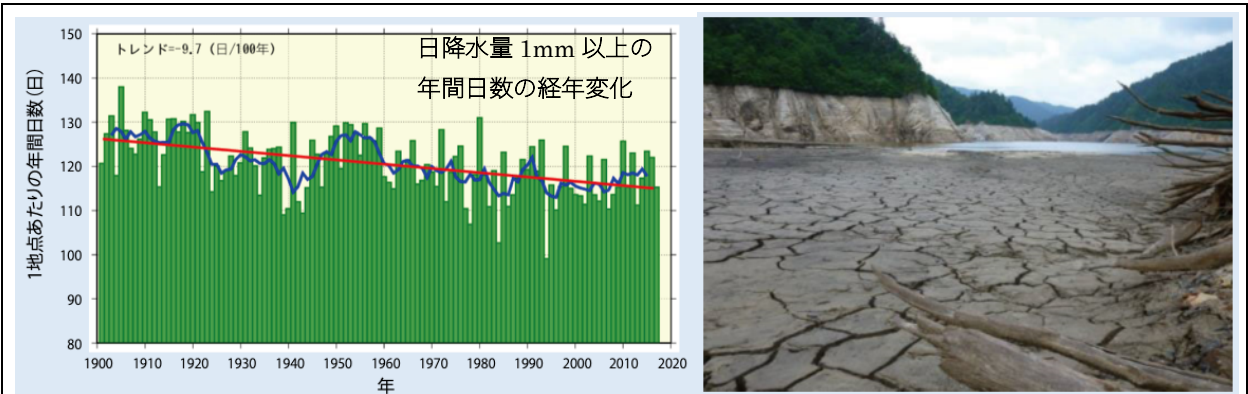 トレンド=-9.7 (日/100年)
日降水量 1mm 以上の
年間日数の経年変化
1地点あたりの年間日数(日)
150
140
130
120
110
100
90
80
1900 1910 1920 1930 1940 1950 1960 1970 1980 1990 2000 2010 2020
年